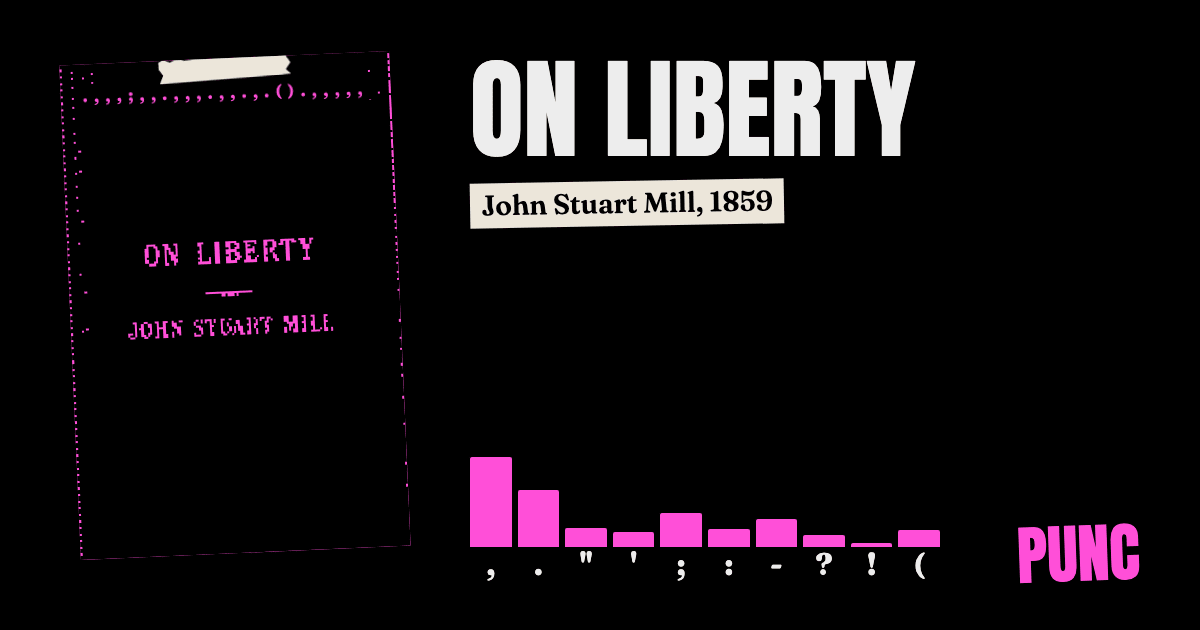 .,,,;,,.,,,.,,.,.().,,,,,
ON LIBERTY
JOHN STUART MILL
ON LIBERTY
John Stuart Mill, 1859
, . " ' ; : - ? ! (
PUNC